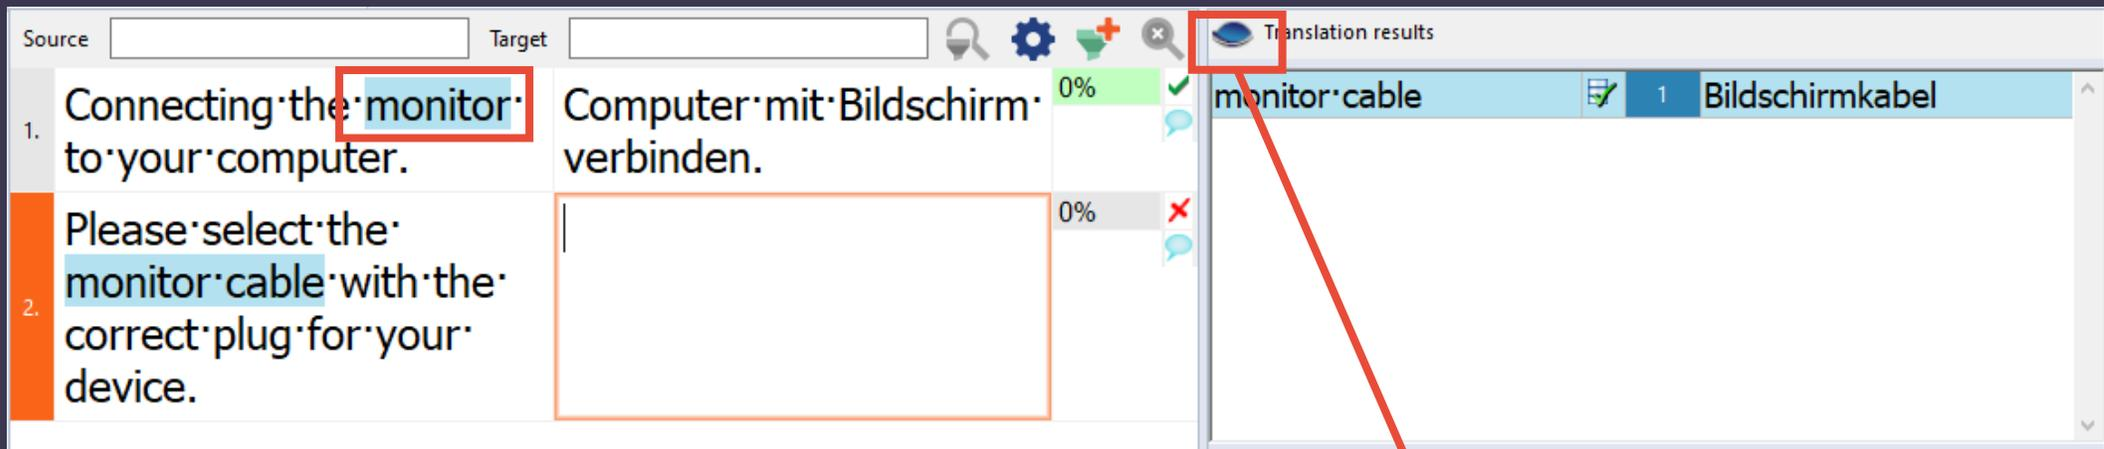 Source
Target
Translation results
1.
Connecting the monitor
to your computer.
Computer mit Bildschirm
verbinden.
0%
monitor cable
1
Bildschirmkabel
2.
Please select the
monitor cable with the
correct plug for your
device.
0%